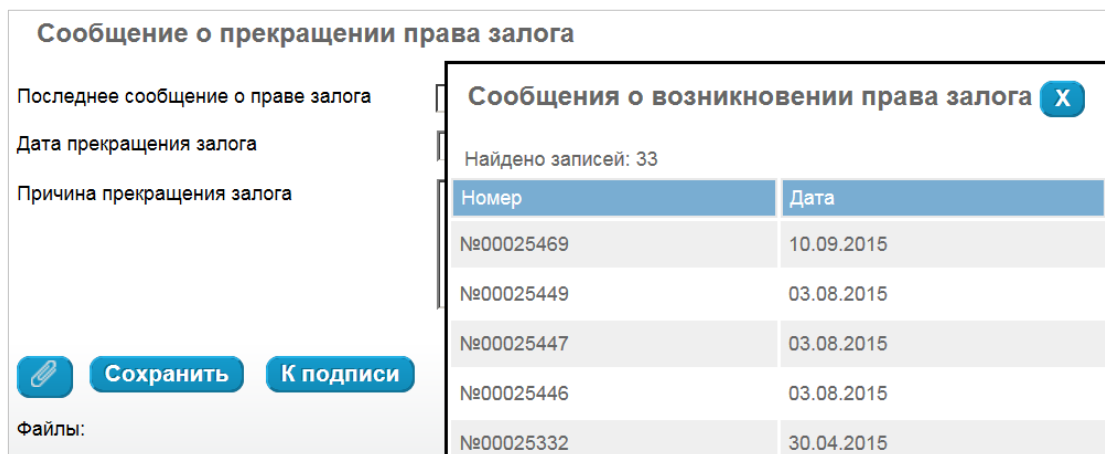 Сообщение о прекращении права залога
Последнее сообщение о праве залога
Дата прекращения залога
Причина прекращения залога
Сохранить К подписи
Файлы:
Сообщения о возникновении права залога X
Найдено записей: 33
Номер Дата
№00025469 10.09.2015
№00025449 03.08.2015
№00025447 03.08.2015
№00025446 03.08.2015
№00025332 30.04.2015